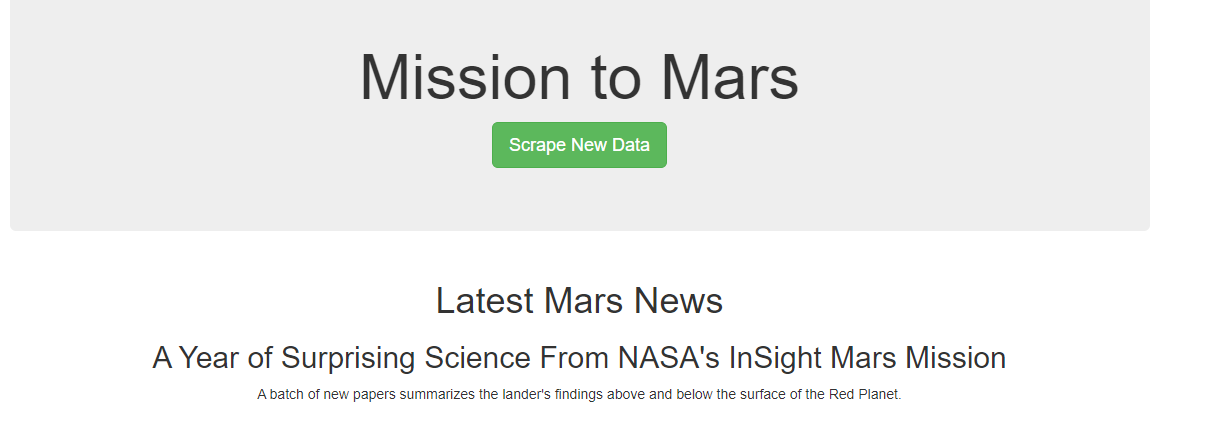 Mission to Mars
Scrape New Data
Latest Mars News
A Year of Surprising Science From NASA's InSight Mars Mission
A batch of new papers summarizes the lander's findings above and below the surface of the Red Planet.